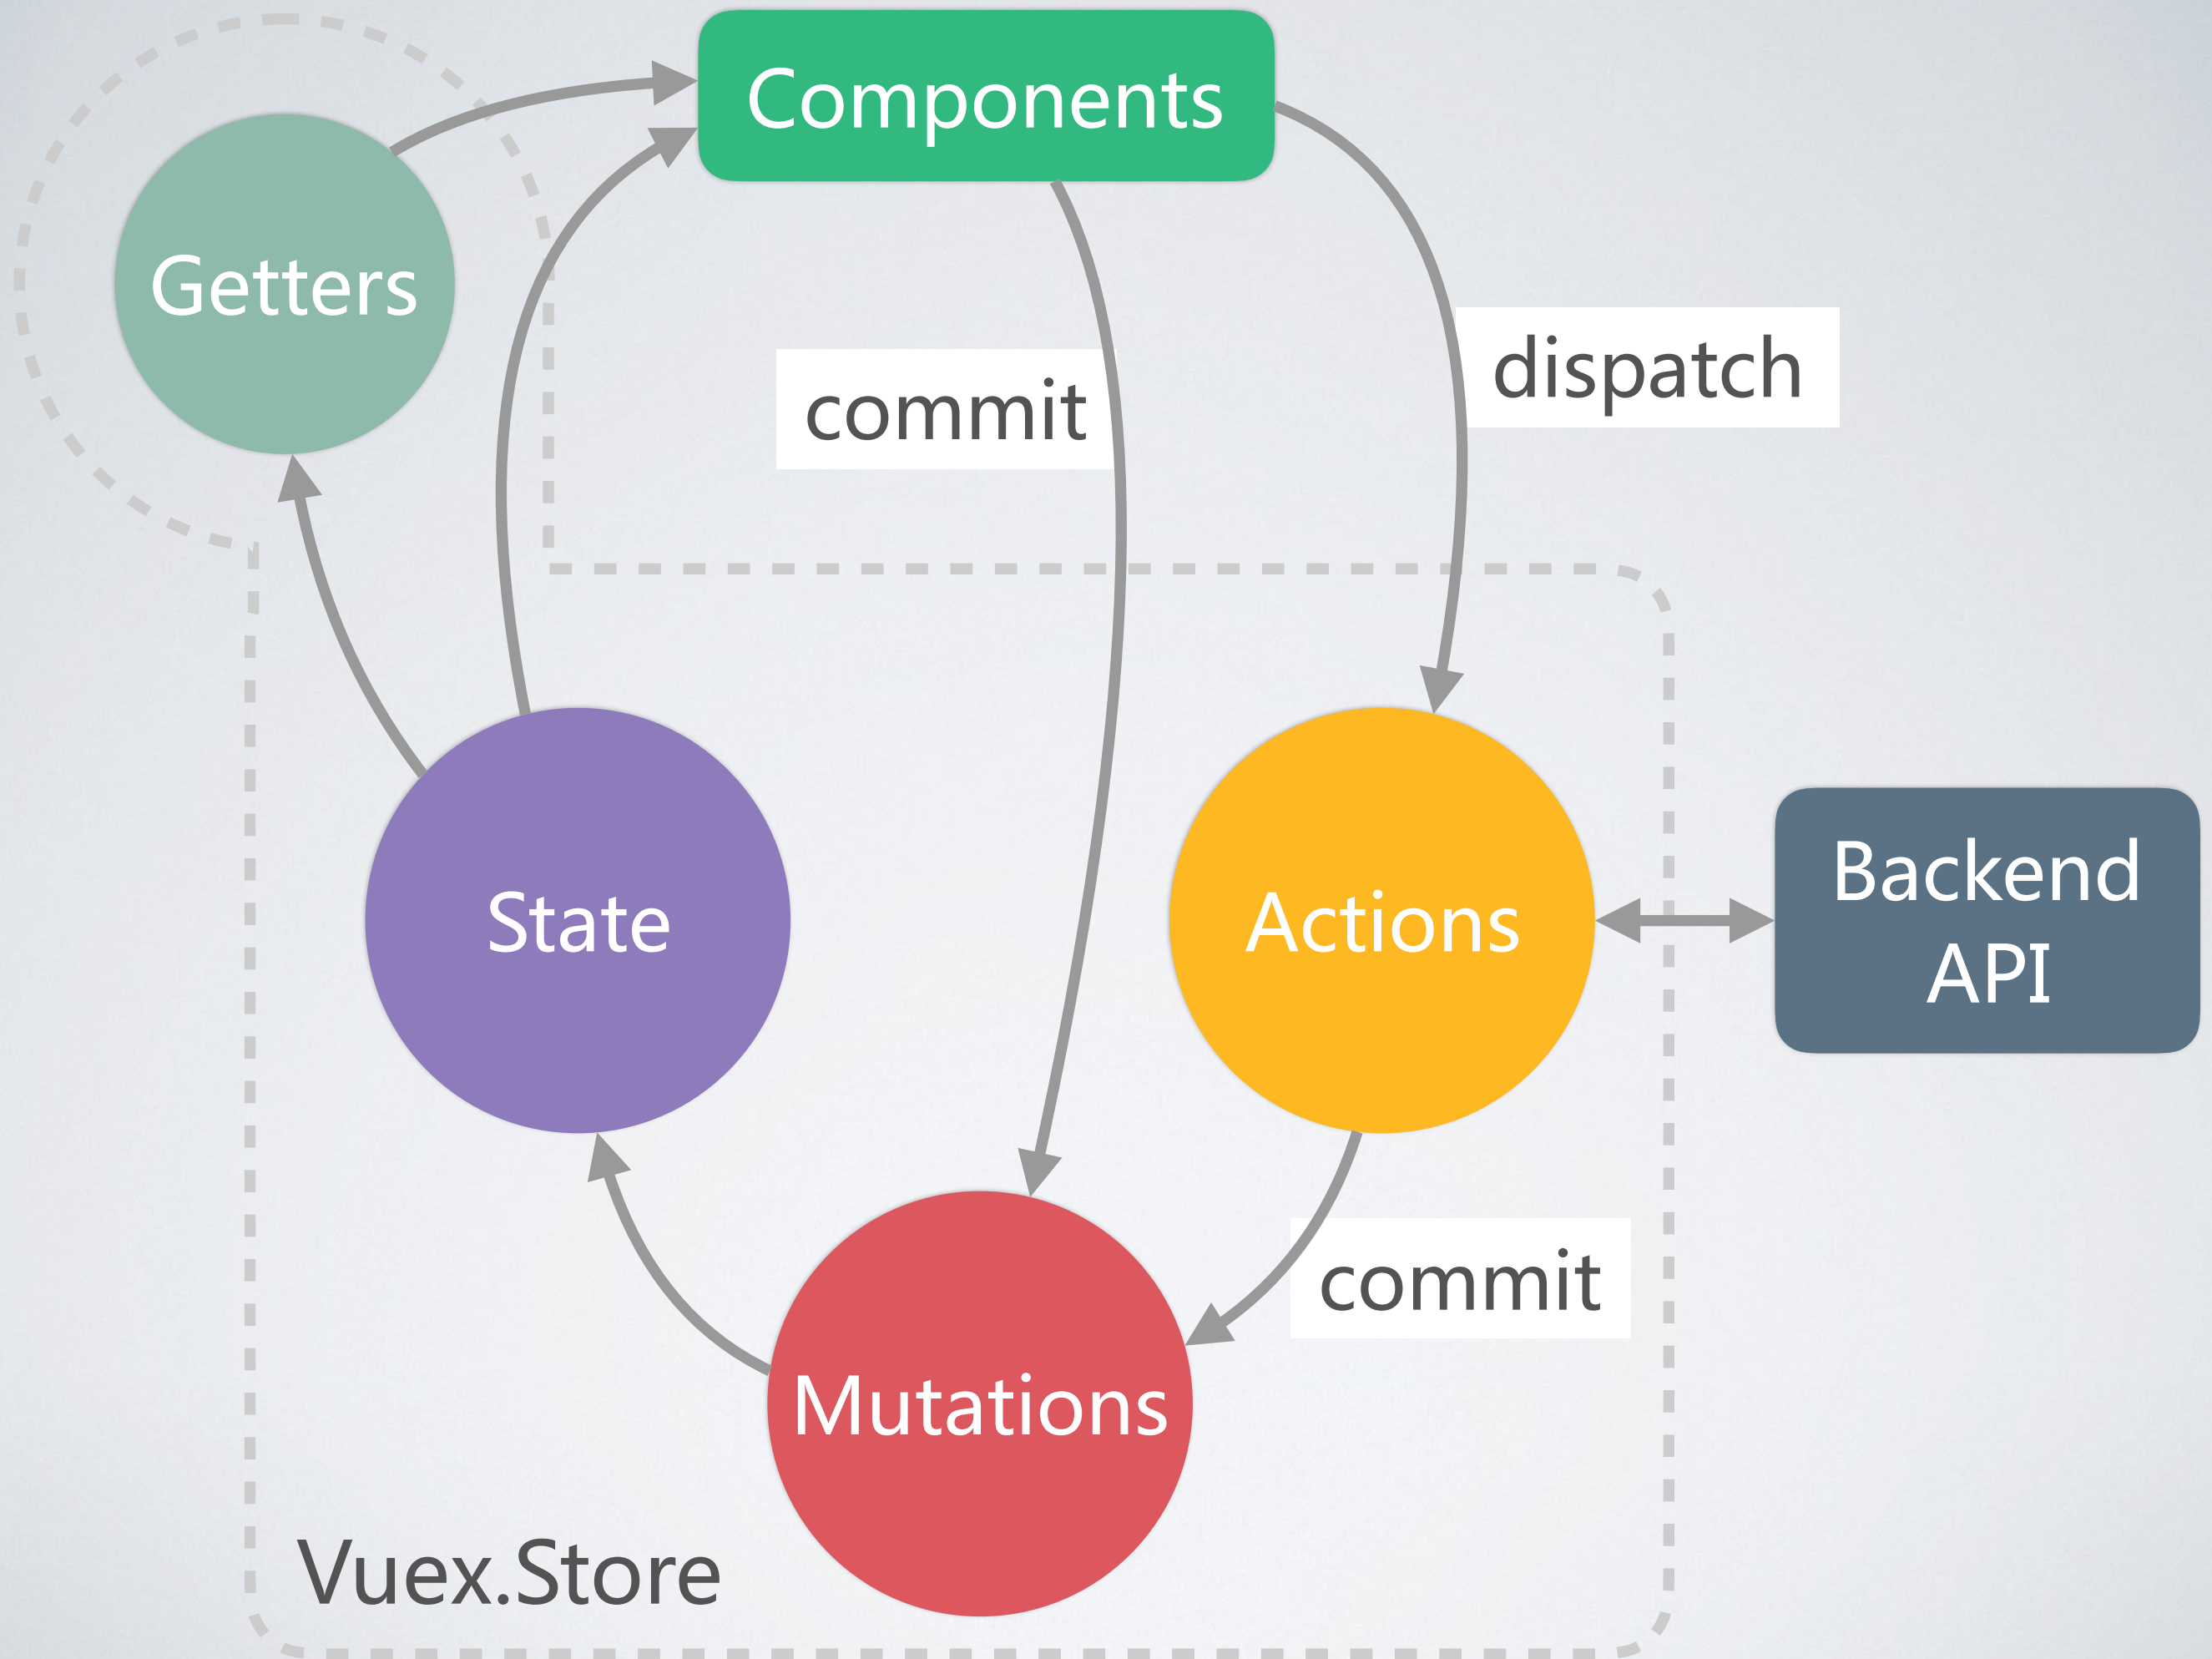 Components
Getters
dispatch
commit
State
Actions
Backend
API
commit
Mutations
Vuex.Store